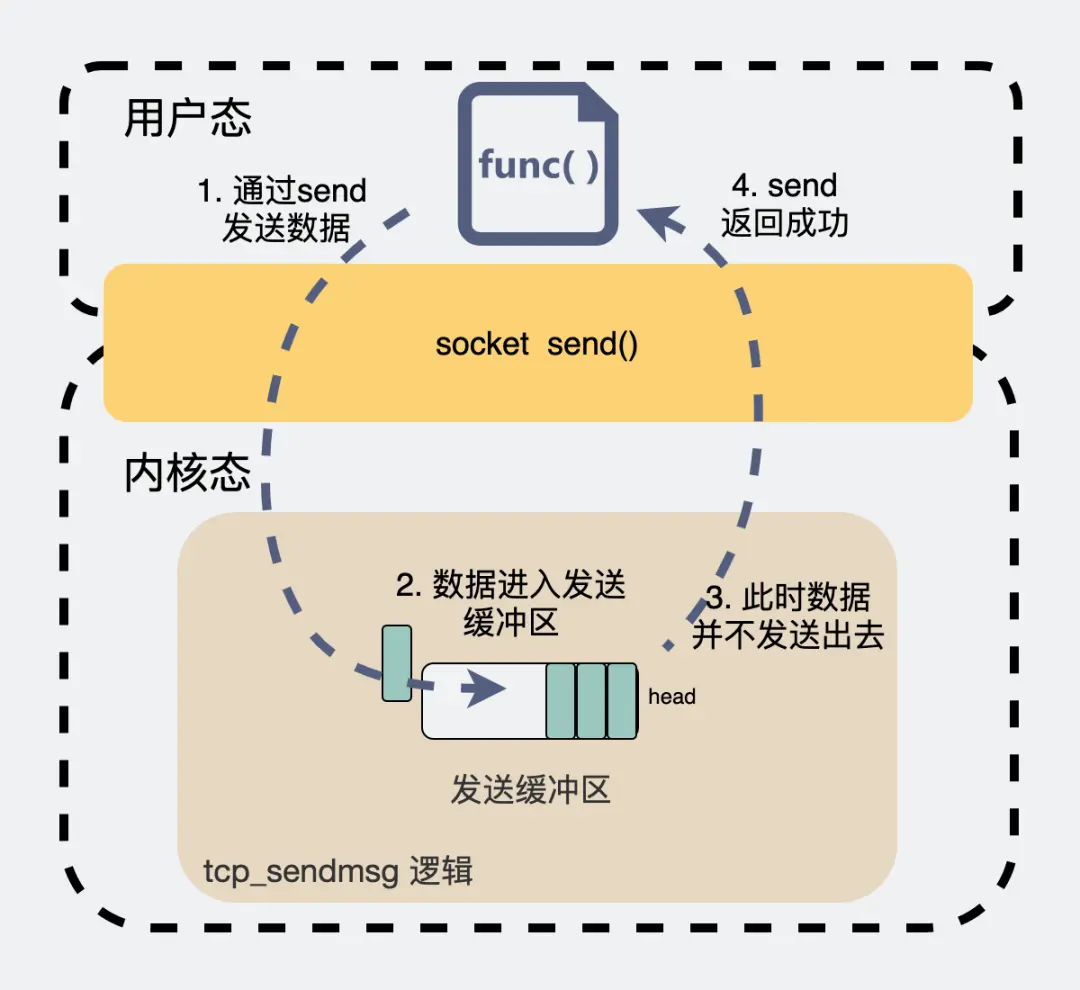 用户态
func( )
1. 通过send
发送数据
4. send
返回成功
socket  send()
内核态
2. 数据进入发送
缓冲区
3. 此时数据
并不发送出去
head
发送缓冲区
tcp_sendmsg 逻辑